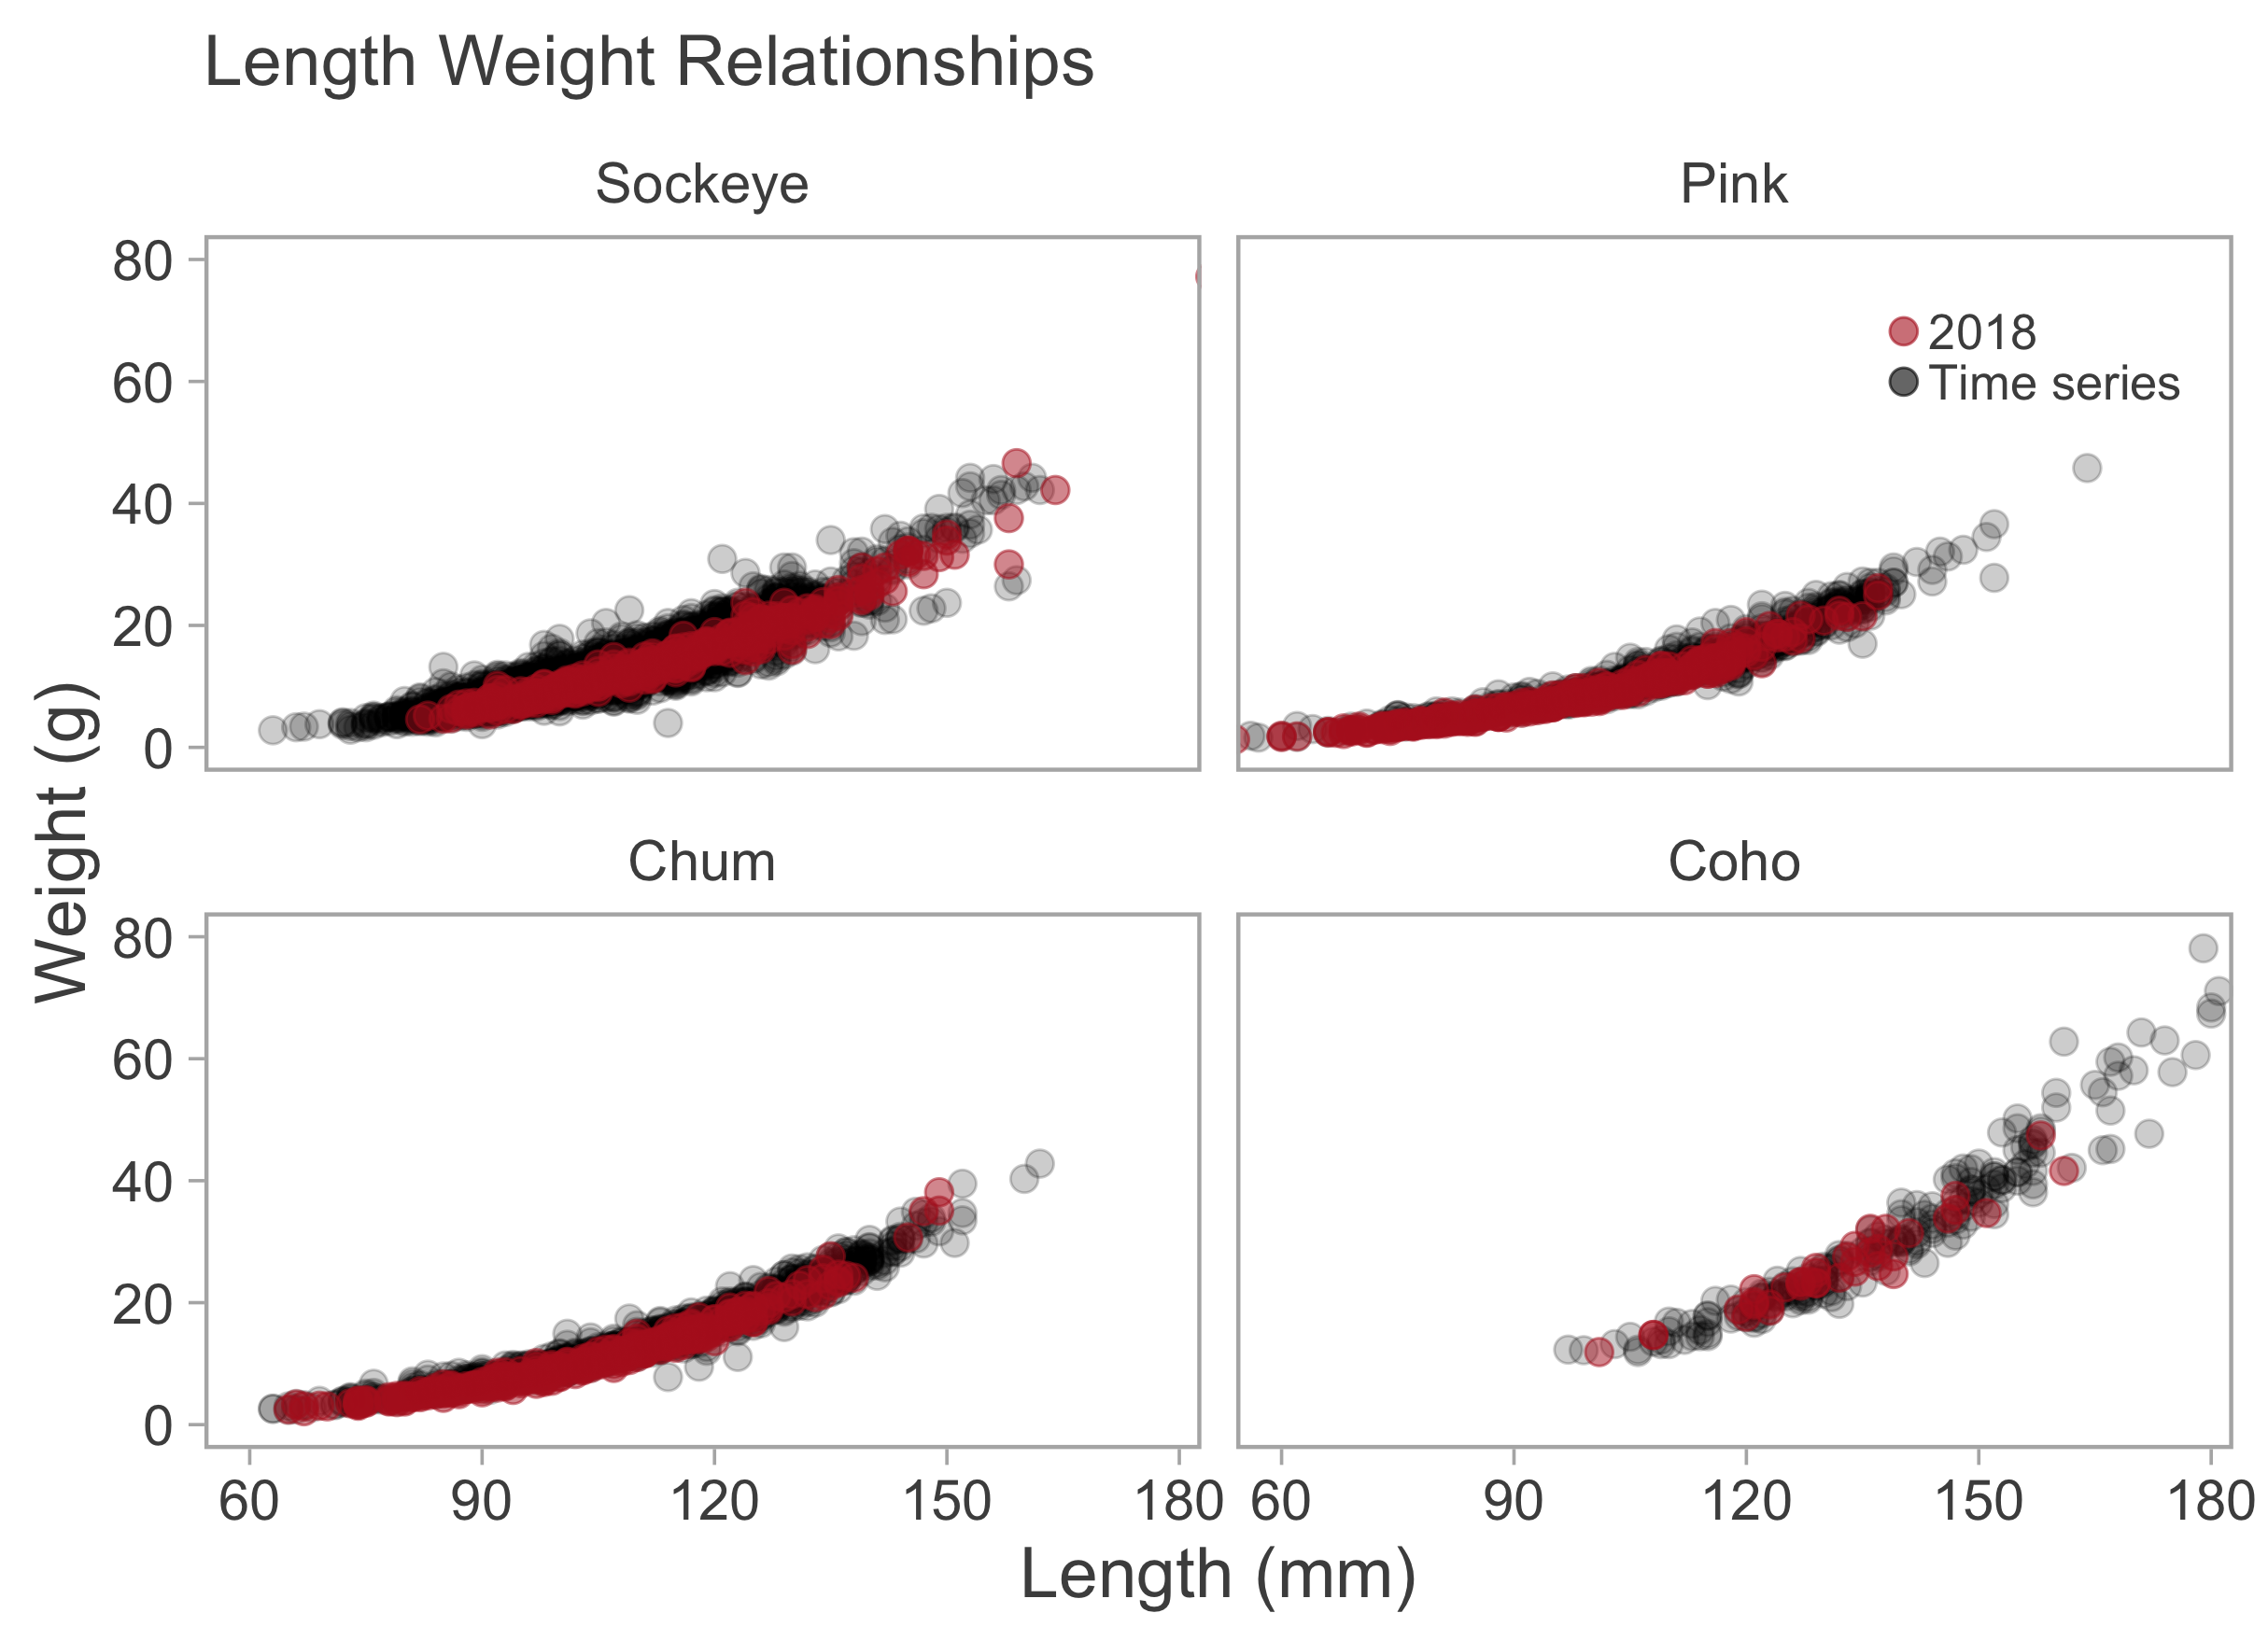 Length Weight Relationships
Sockeye
Pink
80
60
40
20
0
2018
Time series
Weight (g)
Chum
Coho
80
60
40
20
0
60 90 120 150 180 60 90 120 150 180
Length (mm)